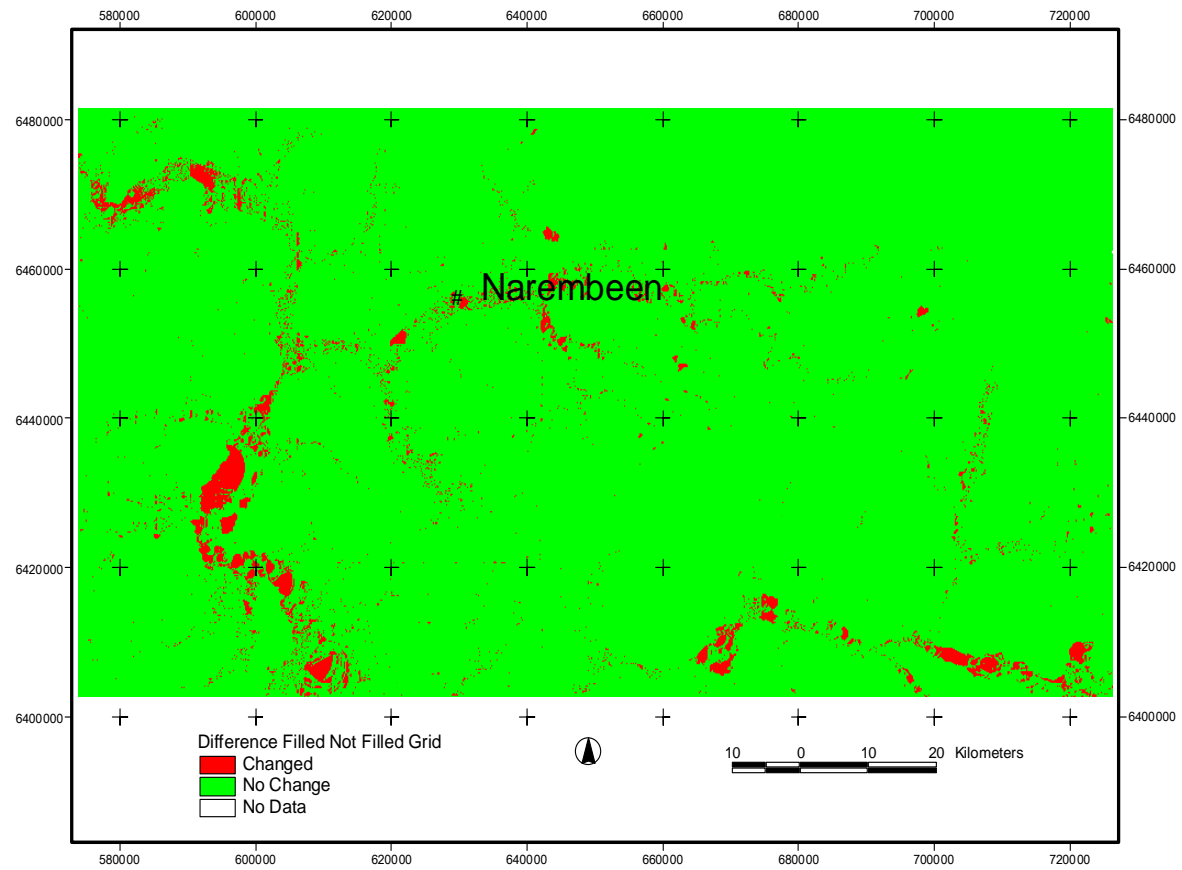 580000 600000 620000 640000 660000 680000 700000 720000
6480000 6480000
6460000 6460000
# Narembeen
6440000 6440000
6420000 6420000
6400000 6400000
Difference Filled Not Filled Grid
Changed
No Change
No Data
10 0 10 20 Kilometers
580000 600000 620000 640000 660000 680000 700000 720000